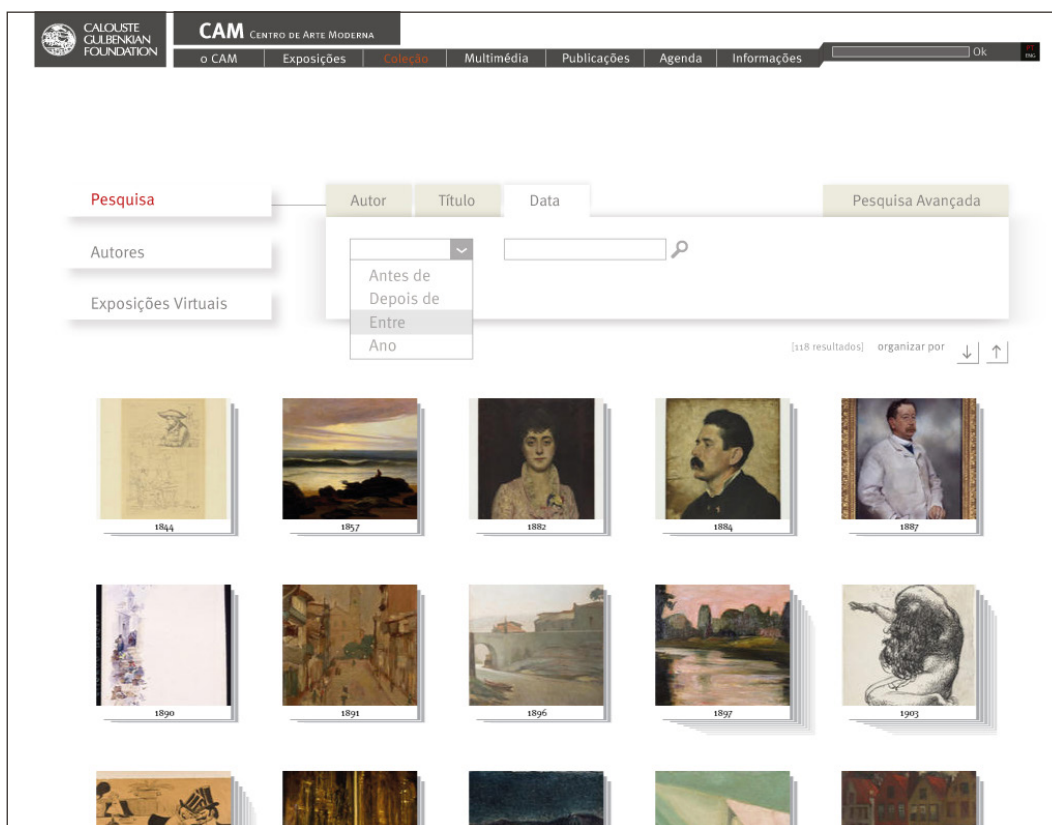 CALOUSTE
GULBENKIAN
FOUNDATION
CAM CENTRO DE ARTE MODERNA
o CAM Exposições Coleção Multimédia Publicações Agenda Informações Ok
PT
ENG
Pesquisa Autor Título Data Pesquisa Avançada
Autores
Exposições Virtuais
Antes de
Depois de
Entre
Ano
[118 resultados] organizar por
1844 1857 1882 1884 1887
1890 1891 1896 1897 1903